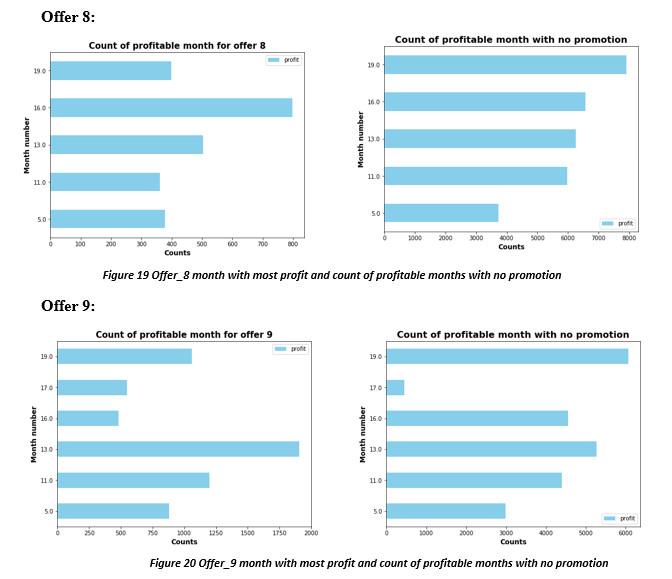 Offer 8:
Count of profitable month for offer 8
profit
Month number
19.0
16.0
13.0
11.0
5.0
0 100 200 300 400 500 600 700 800
Counts
Count of profitable month with no promotion
Month number
19.0
16.0
13.0
11.0
5.0
profit
0 1000 2000 3000 4000 5000 6000 7000 8000
Counts
Figure 19 Offer_8 month with most profit and count of profitable months with no promotion
Offer 9:
Count of profitable month for offer 9
profit
Month number
19.0
17.0
16.0
13.0
11.0
5.0
0 250 500 750 1000 1250 1500 1750 2000
Counts
Count of profitable month with no promotion
Month number
19.0
17.0
16.0
13.0
11.0
5.0
profit
0 1000 2000 3000 4000 5000 6000
Counts
Figure 20 Offer_9 month with most profit and count of profitable months with no promotion